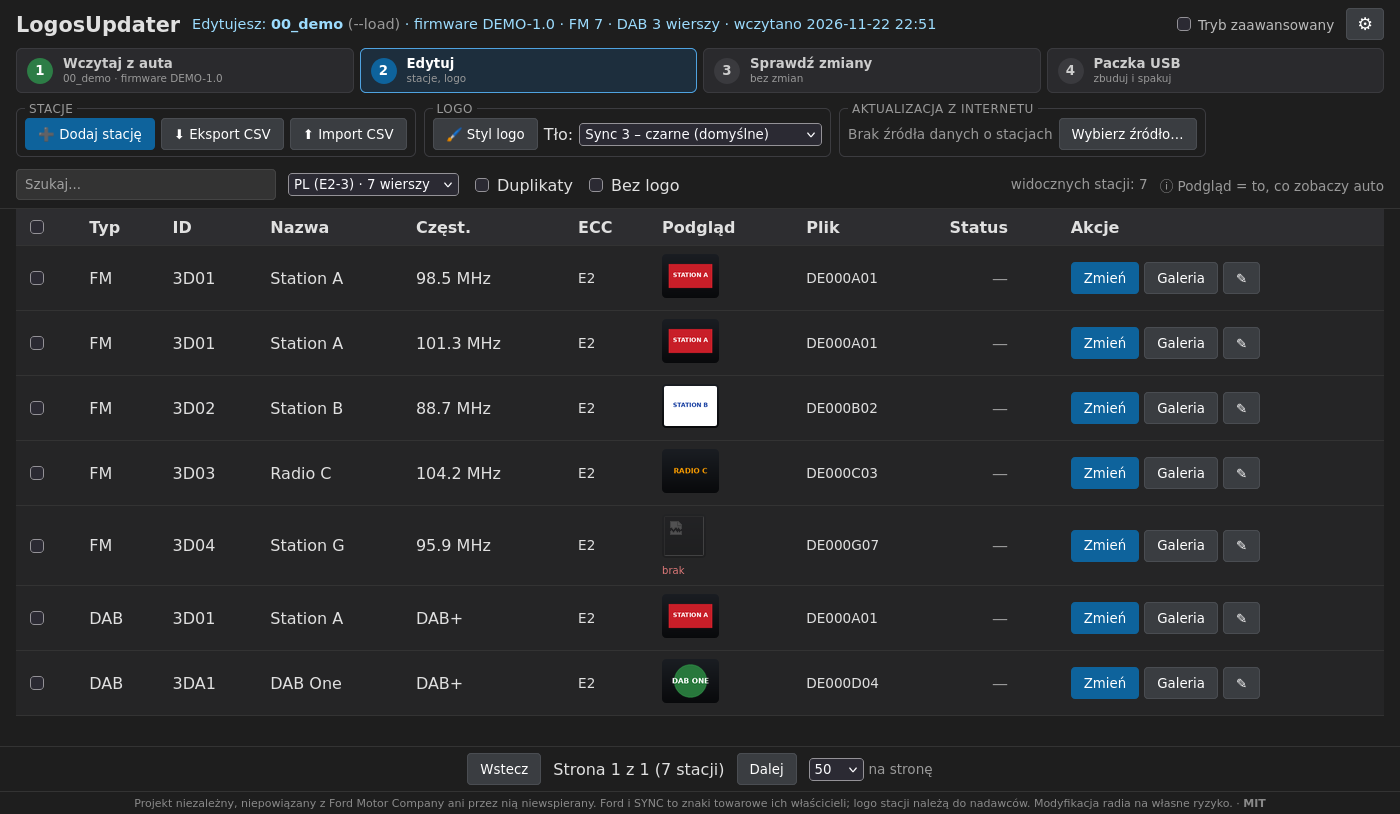 LogosUpdater Edytujesz: 00_demo (--load) · firmware DEMO-1.0 · FM 7 · DAB 3 wierszy · wczytano 2026-11-22 22:51 Tryb zaawansowany ⚙
1 Wczytaj z auta
00_demo · firmware DEMO-1.0
2 Edytuj
stacje, logo
3 Sprawdź zmiany
bez zmian
4 Paczka USB
zbuduj i spakuj
STACJE
➕ Dodaj stację ⬇ Eksport CSV ⬆ Import CSV
LOGO
🖌️ Styl logo Tło: Sync 3 – czarne (domyślne)
AKTUALIZACJA Z INTERNETU
Brak źródła danych o stacjach Wybierz źródło...
Szukaj... PL (E2-3) · 7 wierszy Duplikaty Bez logo widocznych stacji: 7 ⓘ Podgląd = to, co zobaczy auto
Typ ID Nazwa Częst. ECC Podgląd Plik Status Akcje
FM 3D01 Station A 98.5 MHz E2 STATION A DE000A01 — Zmień Galeria ✎
FM 3D01 Station A 101.3 MHz E2 STATION A DE000A01 — Zmień Galeria ✎
FM 3D02 Station B 88.7 MHz E2 STATION B DE000B02 — Zmień Galeria ✎
FM 3D03 Radio C 104.2 MHz E2 RADIO C DE000C03 — Zmień Galeria ✎
FM 3D04 Station G 95.9 MHz E2 brak DE000G07 — Zmień Galeria ✎
DAB 3D01 Station A DAB+ E2 STATION A DE000A01 — Zmień Galeria ✎
DAB 3DA1 DAB One DAB+ E2 DAB ONE DE000D04 — Zmień Galeria ✎
Wstecz Strona 1 z 1 (7 stacji) Dalej 50 na stronę
Projekt niezależny, niepowiązany z Ford Motor Company ani przez nią niewspierany. Ford i SYNC to znaki towarowe ich właścicieli; logo stacji należą do nadawców. Modyfikacja radia na własne ryzyko. · MIT